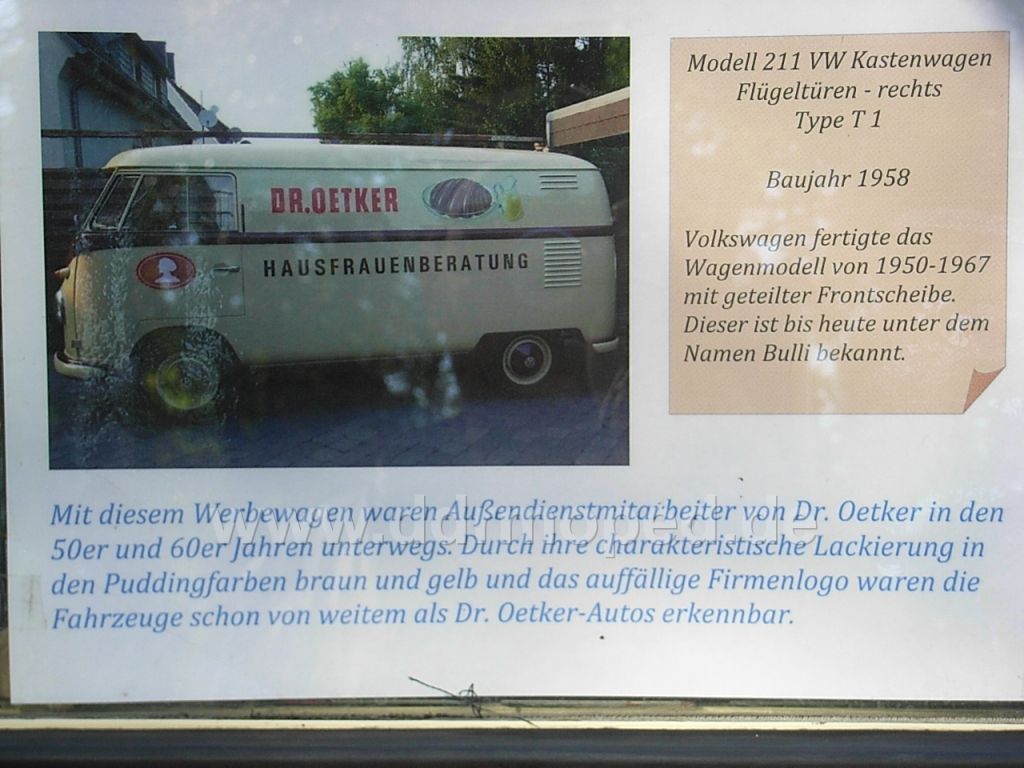 DR.OETKER
HAUSFRAUENBERATUNG
Modell 211 VW Kastenwagen
Flügeltüren - rechts
Type T 1
Baujahr 1958
Volkswagen fertigte das
Wagenmodell von 1950-1967
mit geteilter Frontscheibe.
Dieser ist bis heute unter dem
Namen Bulli bekannt.
Mit diesem Werbewagen waren Außendienstmitarbeiter von Dr. Oetker in den
50er und 60er Jahren unterwegs. Durch ihre charakteristische Lackierung in
den Puddingfarben braun und gelb und das auffällige Firmenlogo waren die
Fahrzeuge schon von weitem als Dr. Oetker-Autos erkennbar.
www.ddrmoped.de